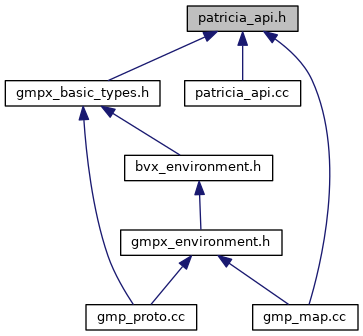 patricia_api.h
gmpx_basic_types.h
patricia_api.cc
bvx_environment.h
gmpx_environment.h
gmp_proto.cc
gmp_map.cc